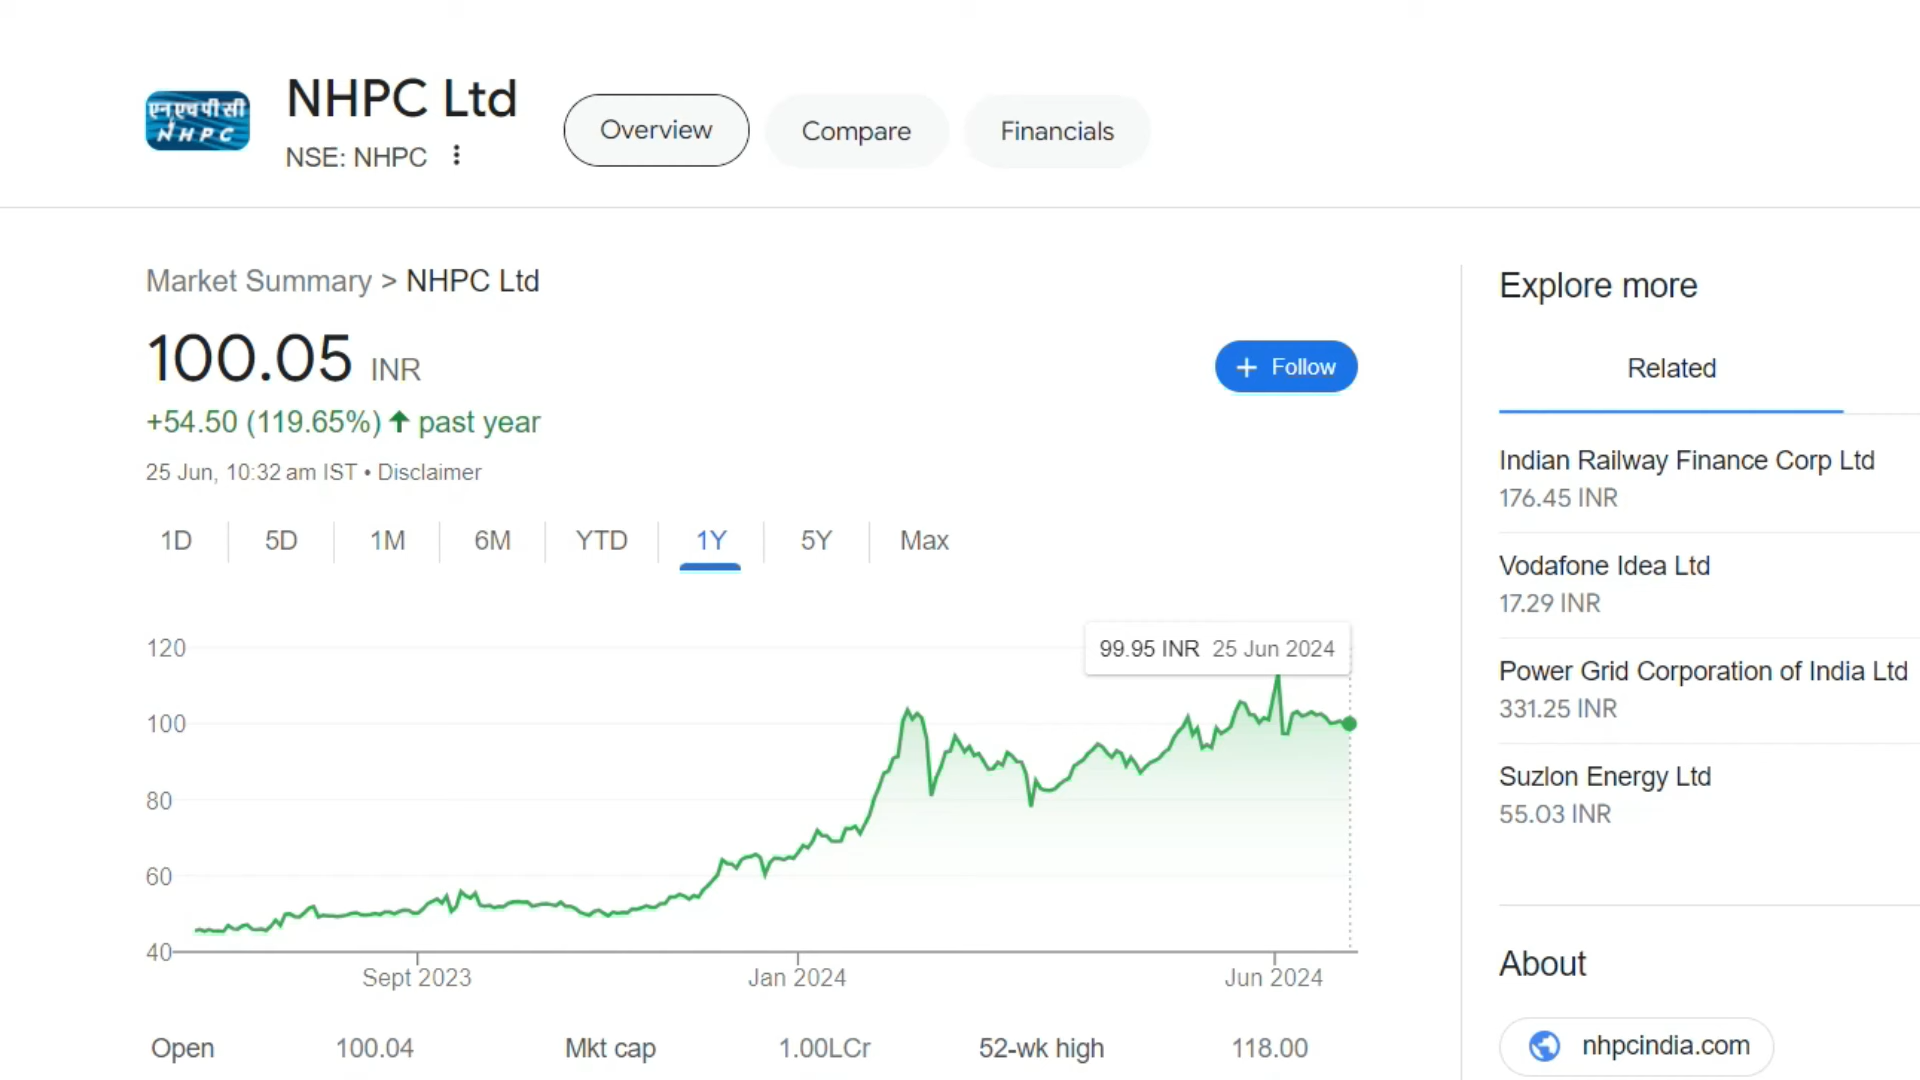 एनएचपीसी
NHPC
NHPC Ltd
NSE: NHPC
Overview
Compare
Financials
Market Summary > NHPC Ltd
100.05 INR
+54.50 (119.65%) ↑ past year
25 Jun, 10:32 am IST • Disclaimer
+ Follow
1D 5D 1M 6M YTD 1Y 5Y Max
99.95 INR 25 Jun 2024
120
100
80
60
40
Sept 2023 Jan 2024 Jun 2024
Open 100.04 Mkt cap 1.00LCr 52-wk high 118.00
Explore more
Related
Indian Railway Finance Corp Ltd
176.45 INR
Vodafone Idea Ltd
17.29 INR
Power Grid Corporation of India Ltd
331.25 INR
Suzlon Energy Ltd
55.03 INR
About
nhpcindia.com